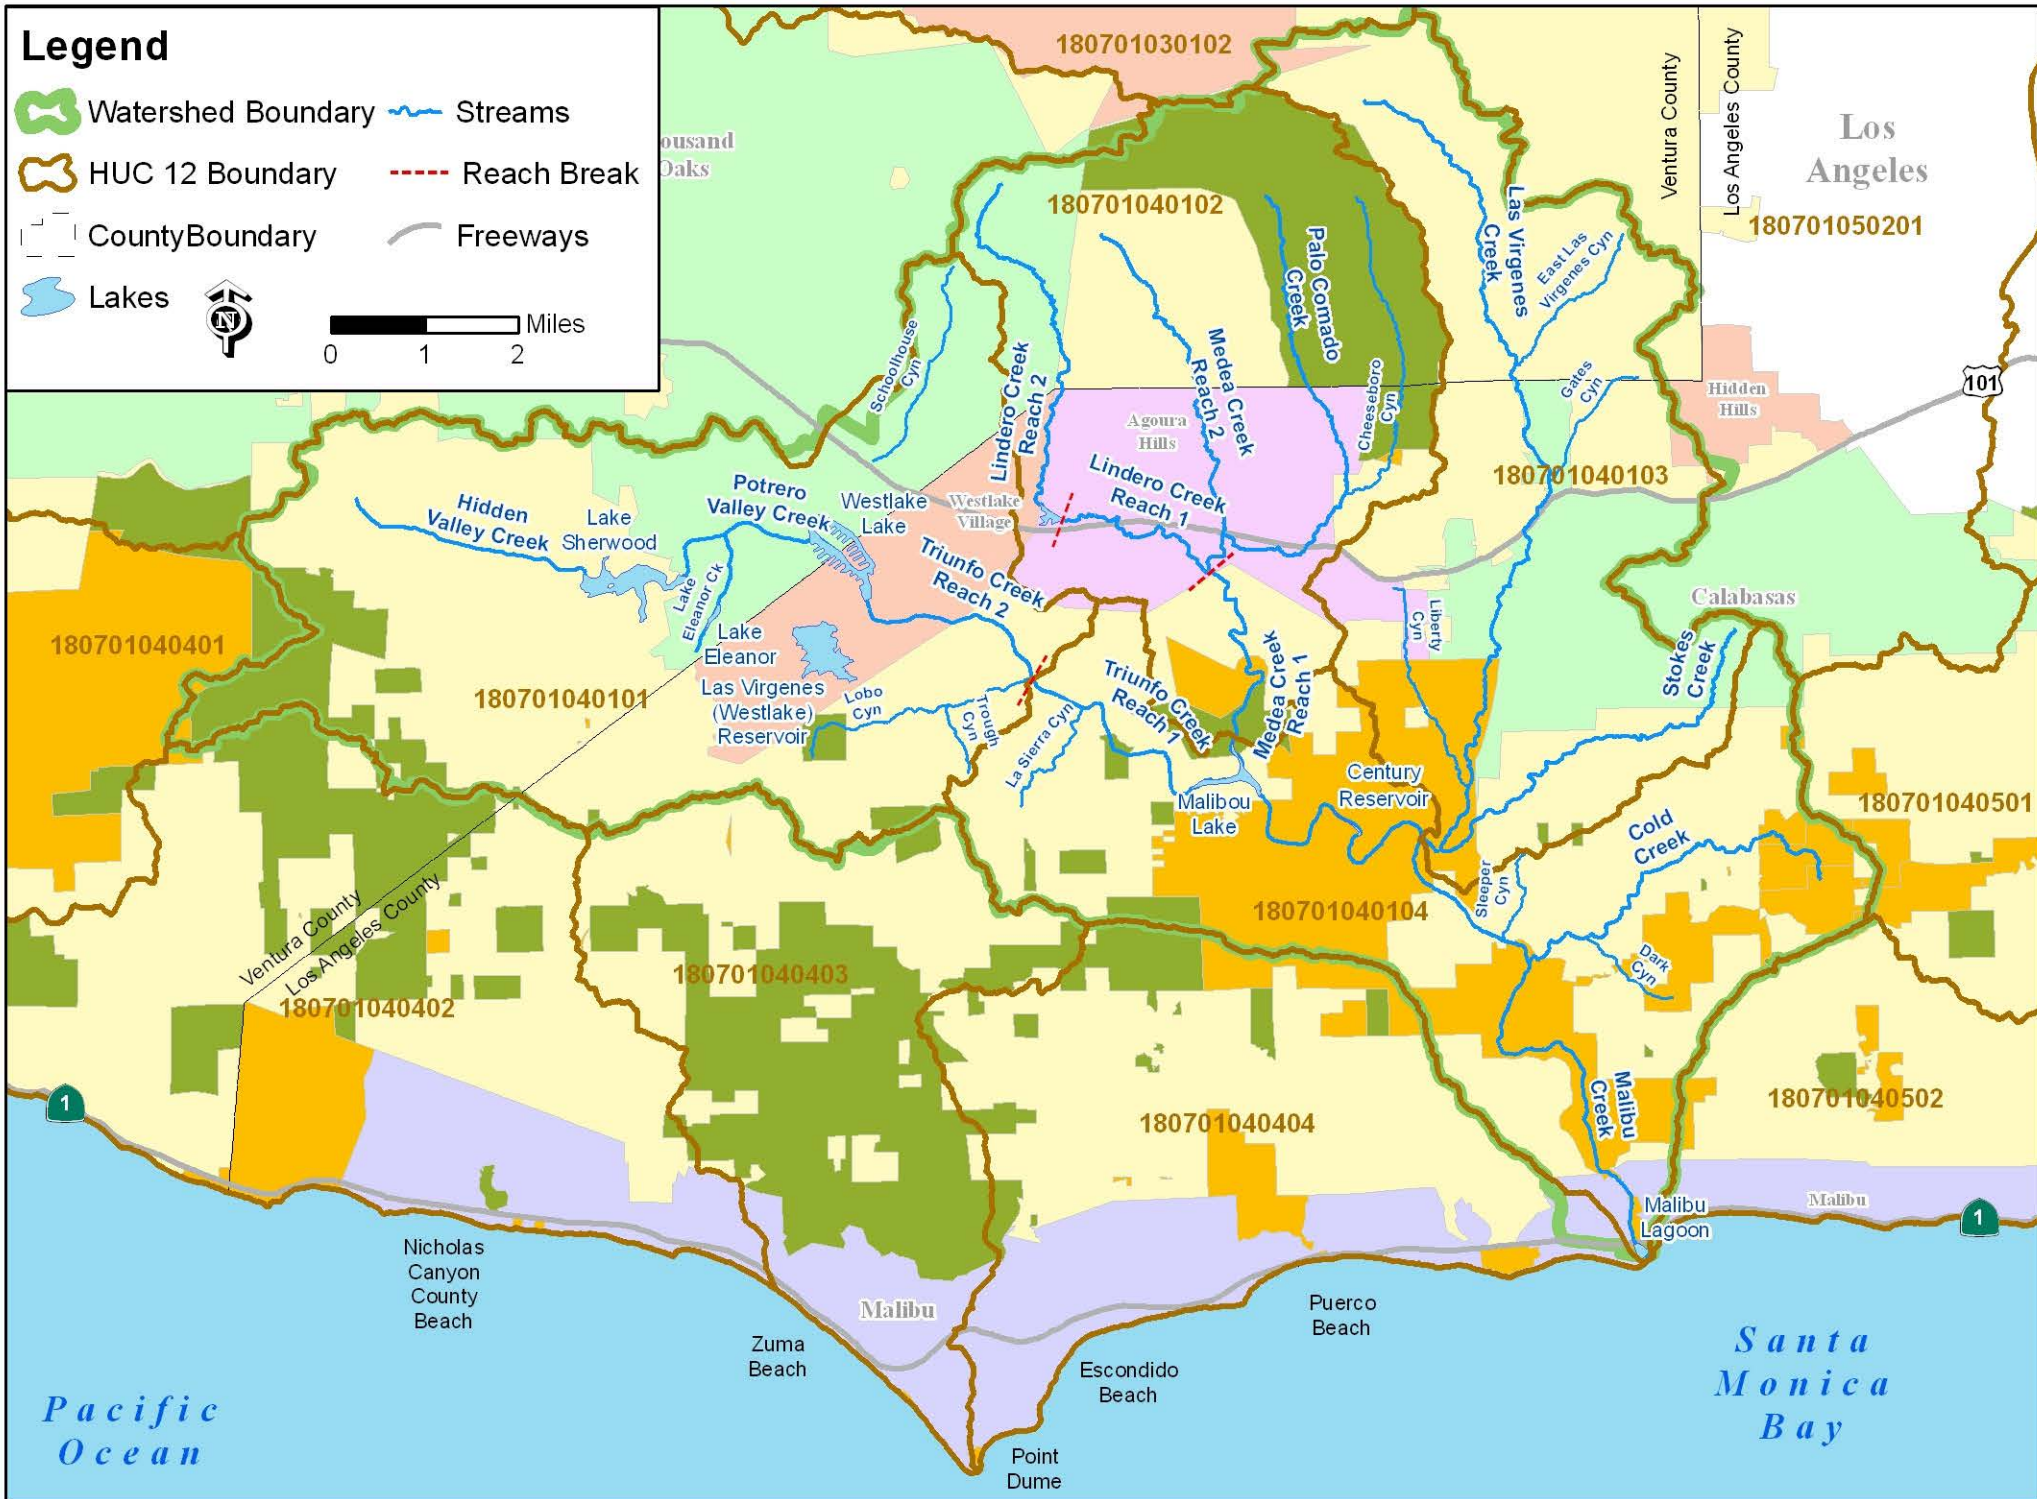 Legend
Watershed Boundary
Streams
HUC 12 Boundary
Reach Break
CountyBoundary
Freeways
Lakes
N
Miles
0 1 2
180701030102
Ventura County
Los Angeles County
Los
Angeles
180701050201
ousand
Oaks
180701040102
Las Virgenes
Creek
East Las
Virgenes Cyn
Palo Comado
Creek
Schoolhouse
Cyn
Lindero Creek
Reach 2
Medea Creek
Reach 2
Cheeseboro
Cyn
Gates
Cyn
Hidden
Hills
101
Agoura
Hills
Lindero Creek
Reach 1
180701040103
Hidden
Valley Creek
Lake
Sherwood
Potrero
Valley Creek
Westlake
Lake
Westlake
Village
Triunfo Creek
Reach 2
Lake
Eleanor Ck
Lake
Eleanor
Las Virgenes
(Westlake)
Reservoir
Lobo
Cyn
Trough
Cyn
La Sierra Cyn
Triunfo Creek
Reach 1
Medea Creek
Reach 1
Liberty
Cyn
Calabasas
Stokes
Creek
180701040401
180701040101
Century
Reservoir
Malibou
Lake
180701040501
Cold
Creek
Sleeper
Cyn
180701040104
Dark
Cyn
Ventura County
Los Angeles County
180701040403
180701040402
1
180701040404
Malibu
Creek
180701040502
Malibu
Lagoon
Malibu
1
Nicholas
Canyon
County
Beach
Malibu
Zuma
Beach
Puerco
Beach
Escondido
Beach
Point
Dume
Pacific
Ocean
Santa
Monica
Bay